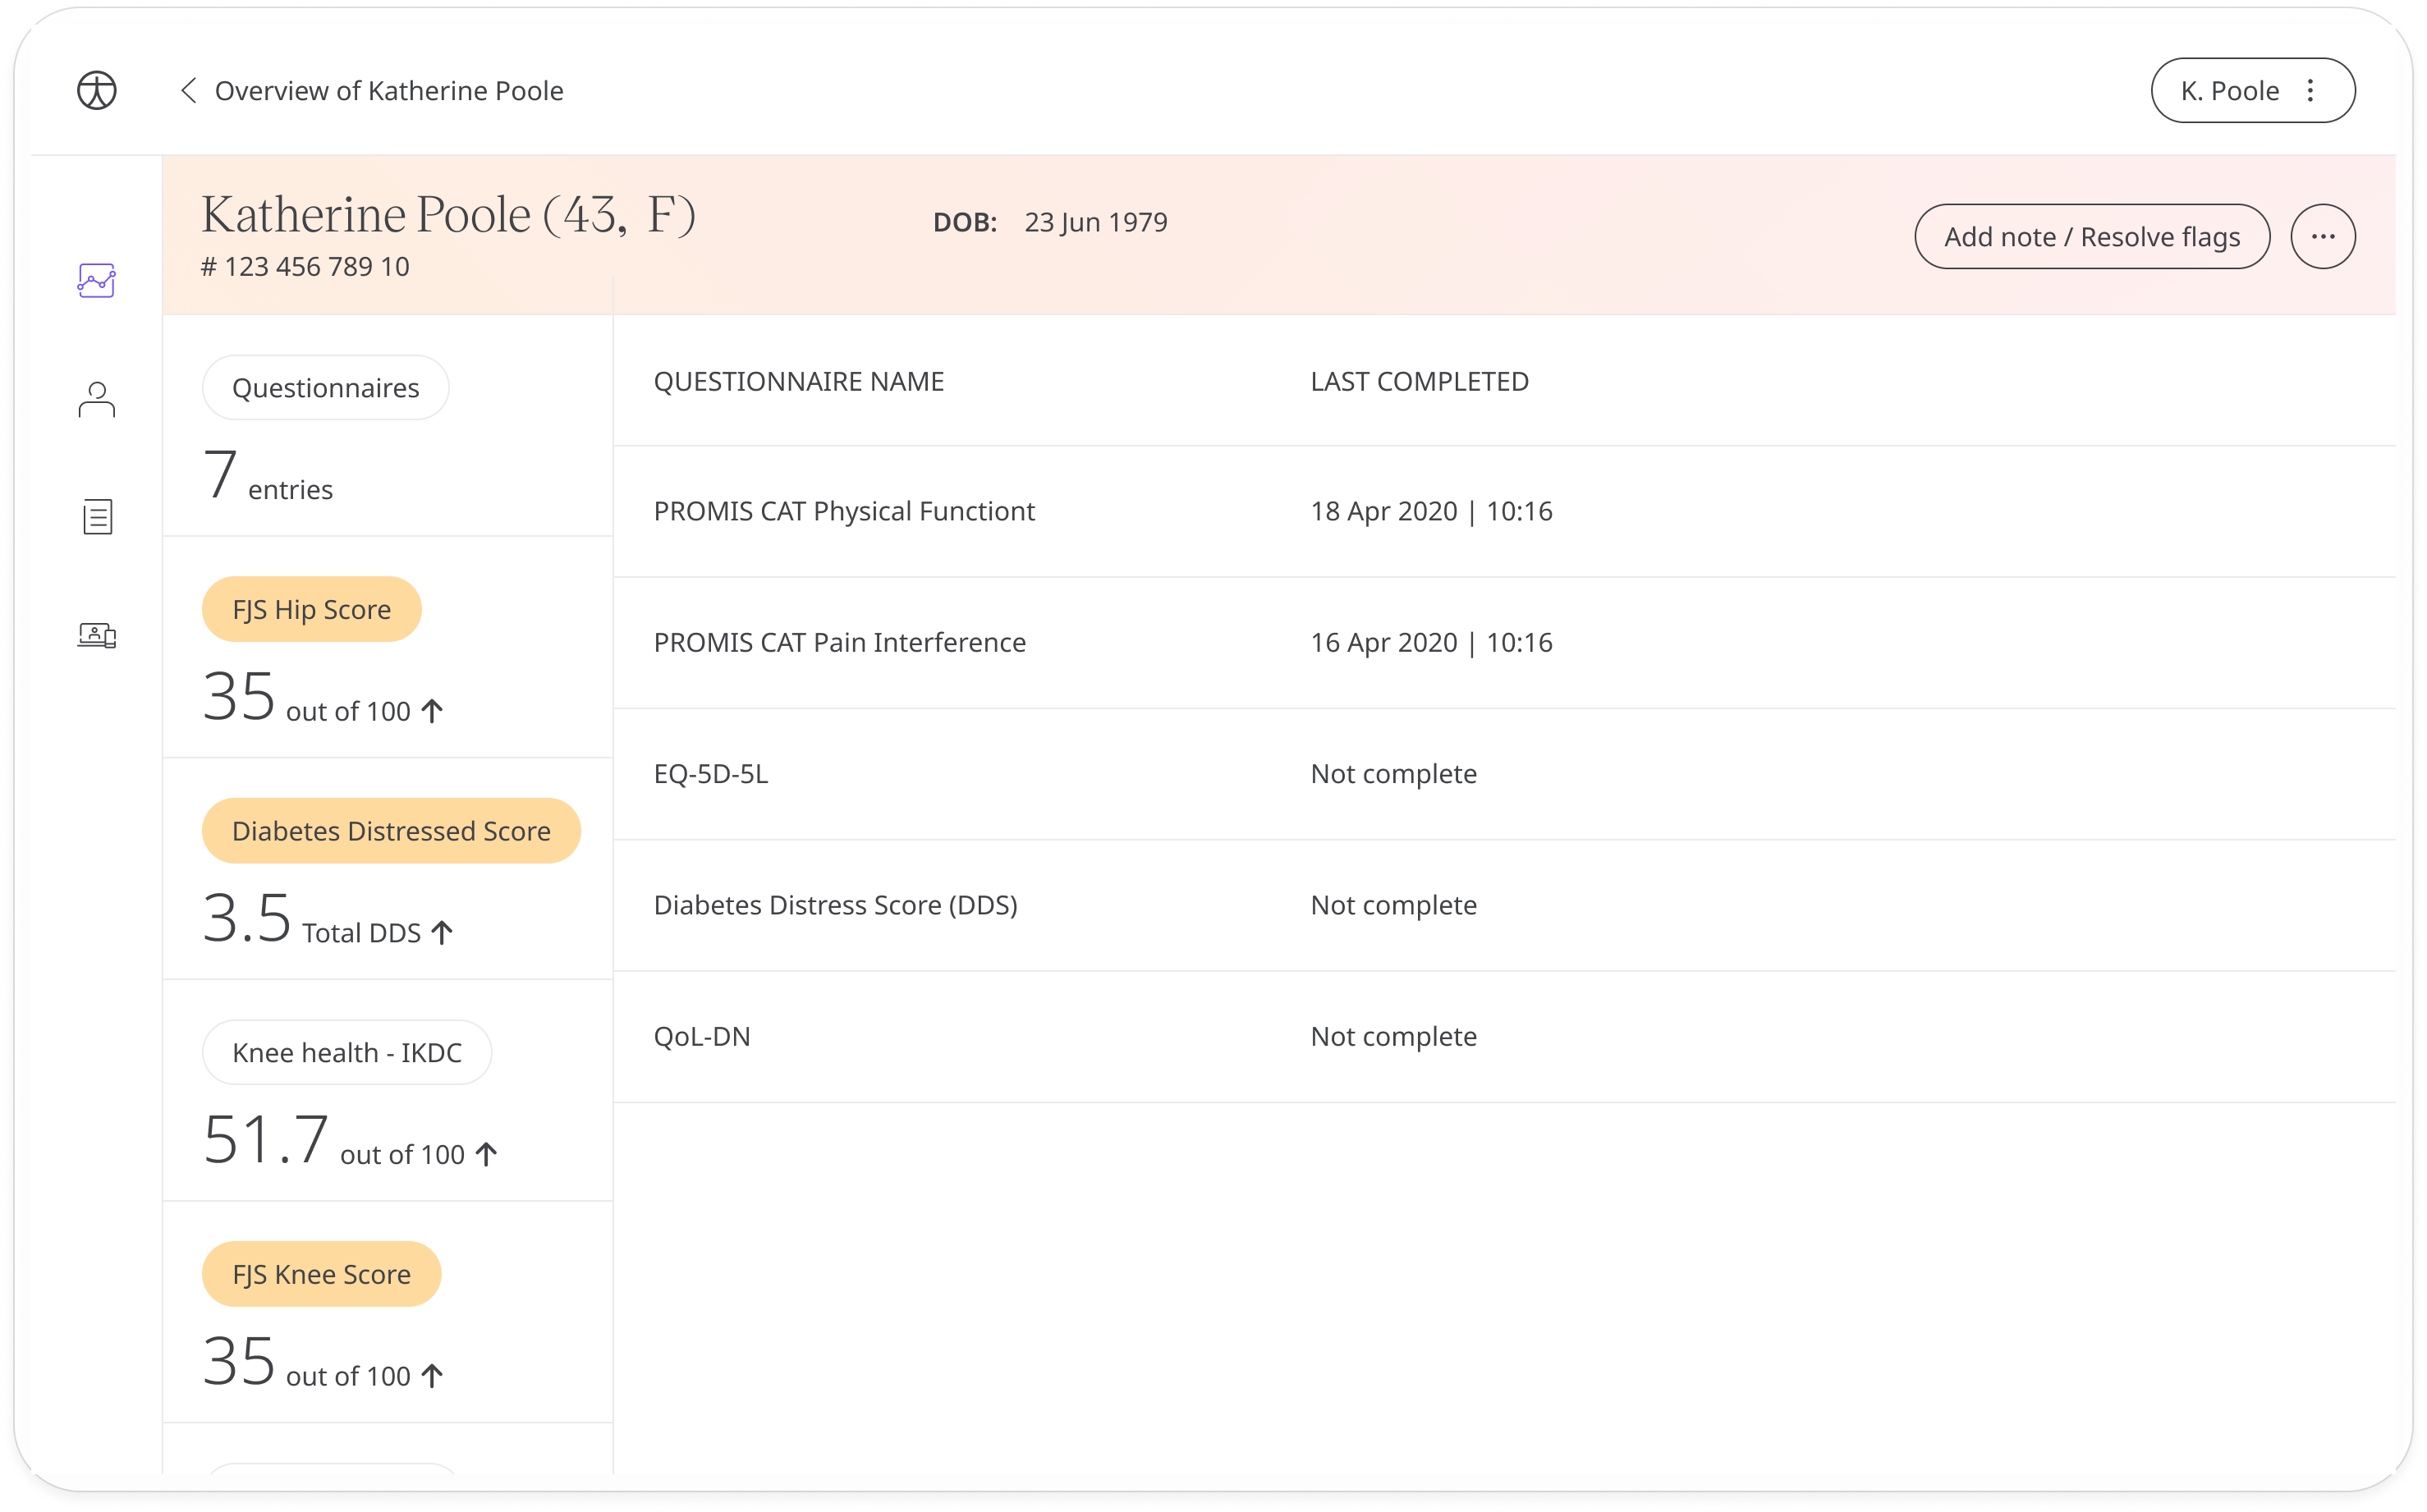 Overview of Katherine Poole
K. Poole
Katherine Poole (43, F)
# 123 456 789 10
DOB: 23 Jun 1979
Add note / Resolve flags
Questionnaires
7 entries
FJS Hip Score
35 out of 100 ↑
Diabetes Distressed Score
3.5 Total DDS ↑
Knee health - IKDC
51.7 out of 100 ↑
FJS Knee Score
35 out of 100 ↑
QUESTIONNAIRE NAME LAST COMPLETED
PROMIS CAT Physical Functiont 18 Apr 2020 | 10:16
PROMIS CAT Pain Interference 16 Apr 2020 | 10:16
EQ-5D-5L Not complete
Diabetes Distress Score (DDS) Not complete
QoL-DN Not complete